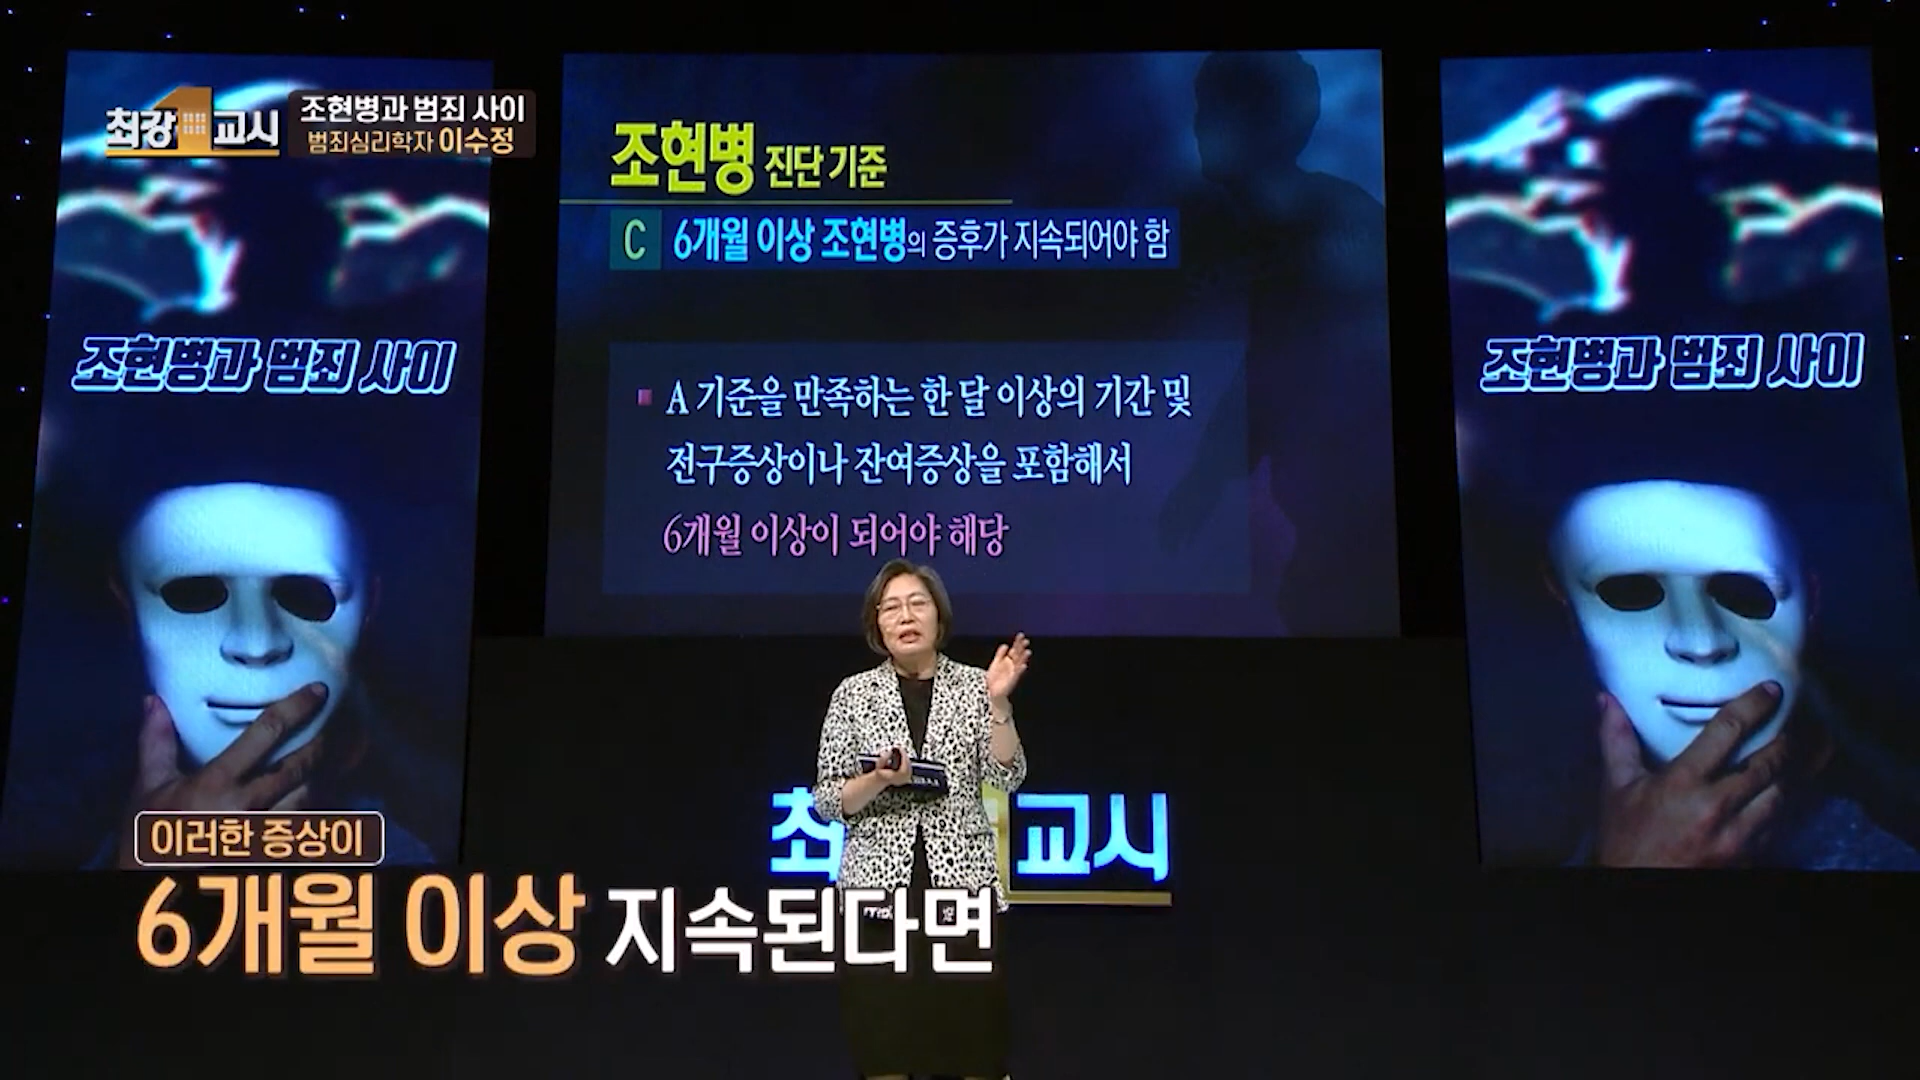 최강1교시
조현병과 범죄 사이
범죄심리학자 이수정
조현병 진단 기준
C 6개월 이상 조현병의 증후가 지속되어야 함
A 기준을 만족하는 한 달 이상의 기간 및
전구증상이나 잔여증상을 포함해서
6개월 이상이 되어야 해당
조현병과 범죄 사이
조현병과 범죄 사이
최 교시
이러한 증상이
6개월 이상 지속된다면